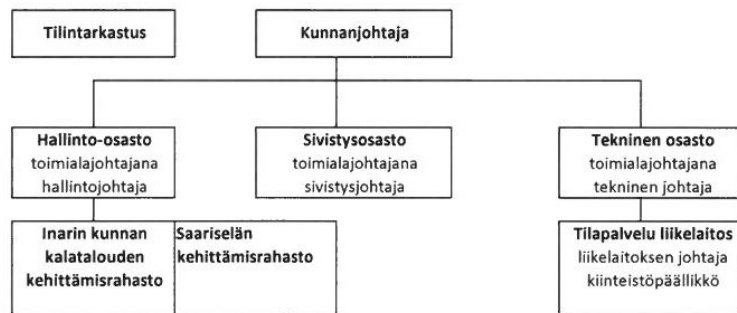 Tilintarkastus
Kunnanjohtaja
Hallinto-osasto
toimialajohtajana
hallintojohtaja
Sivistysosasto
toimialajohtajana
sivistysjohtaja
Tekninen osasto
toimialajohtajana
tekninen johtaja
Inarin kunnan
kalatalouden
kehittämisrahasto
Saariselän
kehittämisrahasto
Tilapalvelu liikelaitos
liikelaitoksen johtaja
kiinteistöpäällikkö